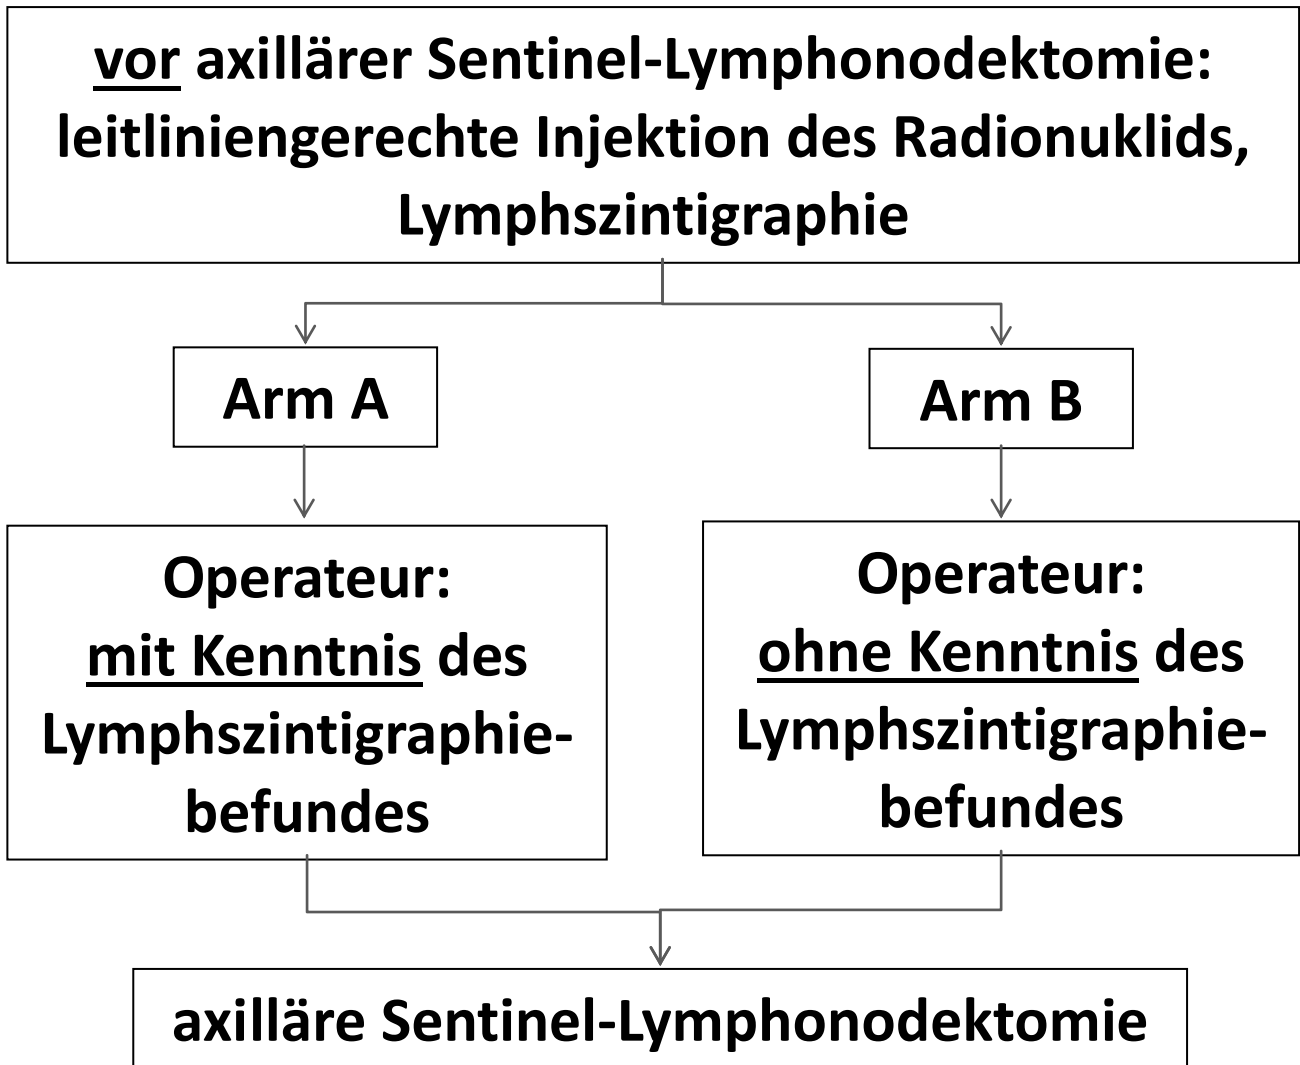 vor axillärer Sentinel-Lymphonodektomie:
leitliniengerechte Injektion des Radionuklids,
Lymphszintigraphie
Arm A
Arm B
Operateur:
mit Kenntnis des
Lymphszintigraphie-
befundes
Operateur:
ohne Kenntnis des
Lymphszintigraphie-
befundes
axilläre Sentinel-Lymphonodektomie